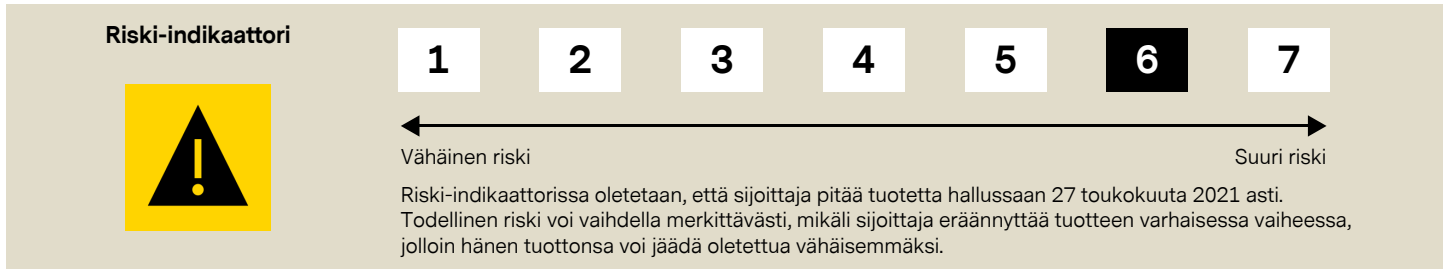 Riski-indikaattori
1 2 3 4 5 6 7
!
Vähäinen riski Suuri riski
Riski-indikaattorissa oletetaan, että sijoittaja pitää tuotetta hallussaan 27 toukokuuta 2021 asti.
Todellinen riski voi vaihdella merkittävästi, mikäli sijoittaja eräännyttää tuotteen varhaisessa vaiheessa,
jolloin hänen tuottonsa voi jäädä oletettua vähäisemmäksi.